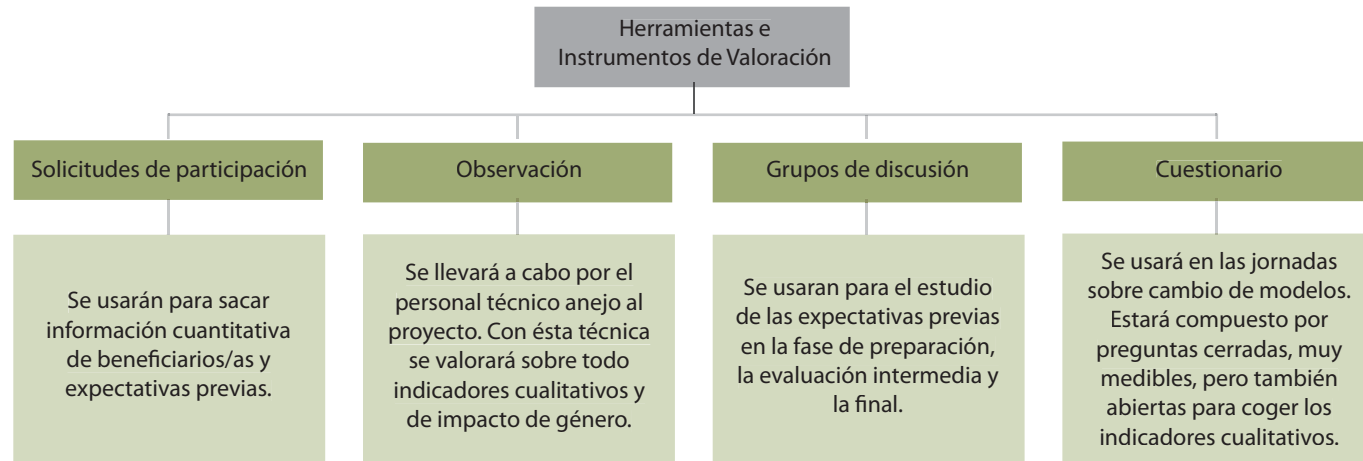 Herramientas e
Instrumentos de Valoración
Solicitudes de participación
Observación
Grupos de discusión
Cuestionario
Se usarán para sacar
información cuantitativa
de beneficiarios/as y
expectativas previas.
Se llevará a cabo por el
personal técnico anejo al
proyecto. Con ésta técnica
se valorará sobre todo
indicadores cualitativos y
de impacto de género.
Se usaran para el estudio
de las expectativas previas
en la fase de preparación,
la evaluación intermedia y
la final.
Se usará en las jornadas
sobre cambio de modelos.
Estará compuesto por
preguntas cerradas, muy
medibles, pero también
abiertas para coger los
indicadores cualitativos.